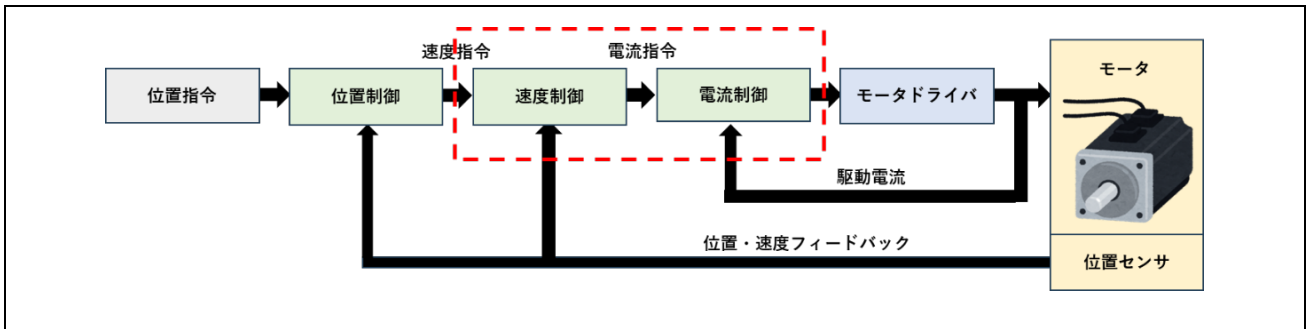 速度指令
電流指令
位置指令
位置制御
速度制御
電流制御
モータドライバ
モータ
駆動電流
位置・速度フィードバック
位置センサ